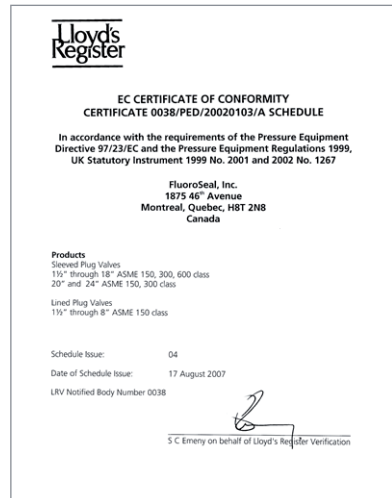 Lloyd's
Register
EC CERTIFICATE OF CONFORMITY
CERTIFICATE 0038/PED/20020103/A SCHEDULE
In accordance with the requirements of the Pressure Equipment
Directive 97/23/EC and the Pressure Equipment Regulations 1999,
UK Statutory Instrument 1999 No. 2001 and 2002 No. 1267
FluoroSeal, Inc.
1875 46th Avenue
Montreal, Quebec, H8T 2N8
Canada
Products
Sleeved Plug Valves
1½" through 18" ASME 150, 300, 600 class
20" and 24" ASME 150, 300 class
Lined Plug Valves
1½" through 8" ASME 150 class
Schedule Issue: 04
Date of Schedule Issue: 17 August 2007
LRV Notified Body Number 0038
S C Emeny on behalf of Lloyd's Register Verification